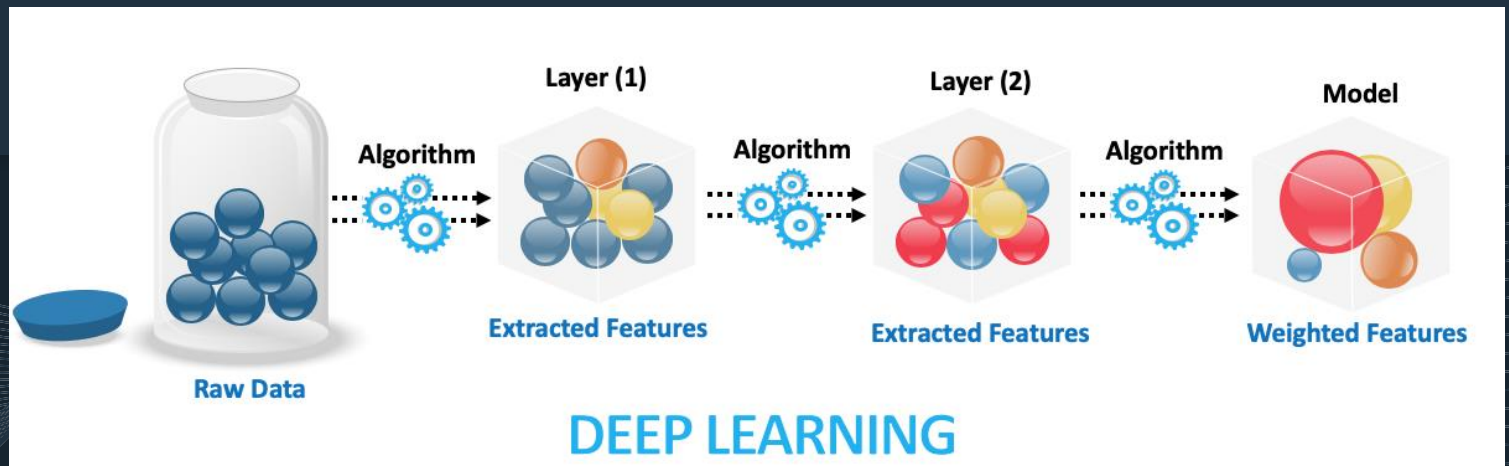 Layer (1)
Layer (2)
Model
Algorithm
Algorithm
Algorithm
Extracted Features
Extracted Features
Weighted Features
Raw Data
DEEP LEARNING